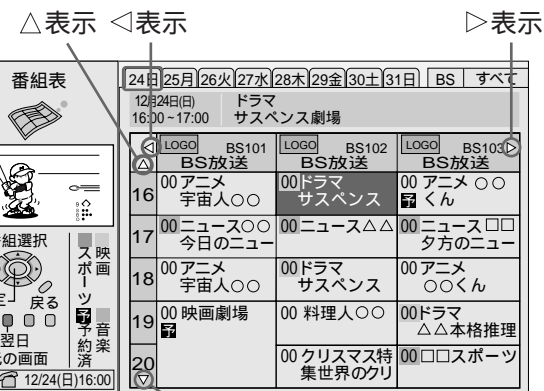 △表示 ◁表示 ▷表示
番組表
24日 25月 26火 27水 28木 29金 30土 31日 BS すべて
12月24日(日) ドラマ
16:00~17:00 サスペンス劇場
◁ LOGO BS101 LOGO BS102 LOGO BS103 ▷
△ BS放送 BS放送 BS放送
16 00 アニメ 00 ドラマ 00 アニメ ○○
宇宙人○○ サスペンス 予 くん
17 00 ニュース○○ 00 ニュース△△ 00 ニュース□□
今日のニュー 夕方のニュー
18 00 アニメ 00 ドラマ 00 アニメ
宇宙人○○ サスペンス ○○くん
19 00 映画劇場 00 料理人○○ 00 ドラマ
予 △△本格推理
20 00 クリスマス特 00 □□スポーツ
▽ 集世界のクリ
組選択
戻る
翌日
の画面
スポーツ
映画
予 予約済
音楽
12/24(日)16:00